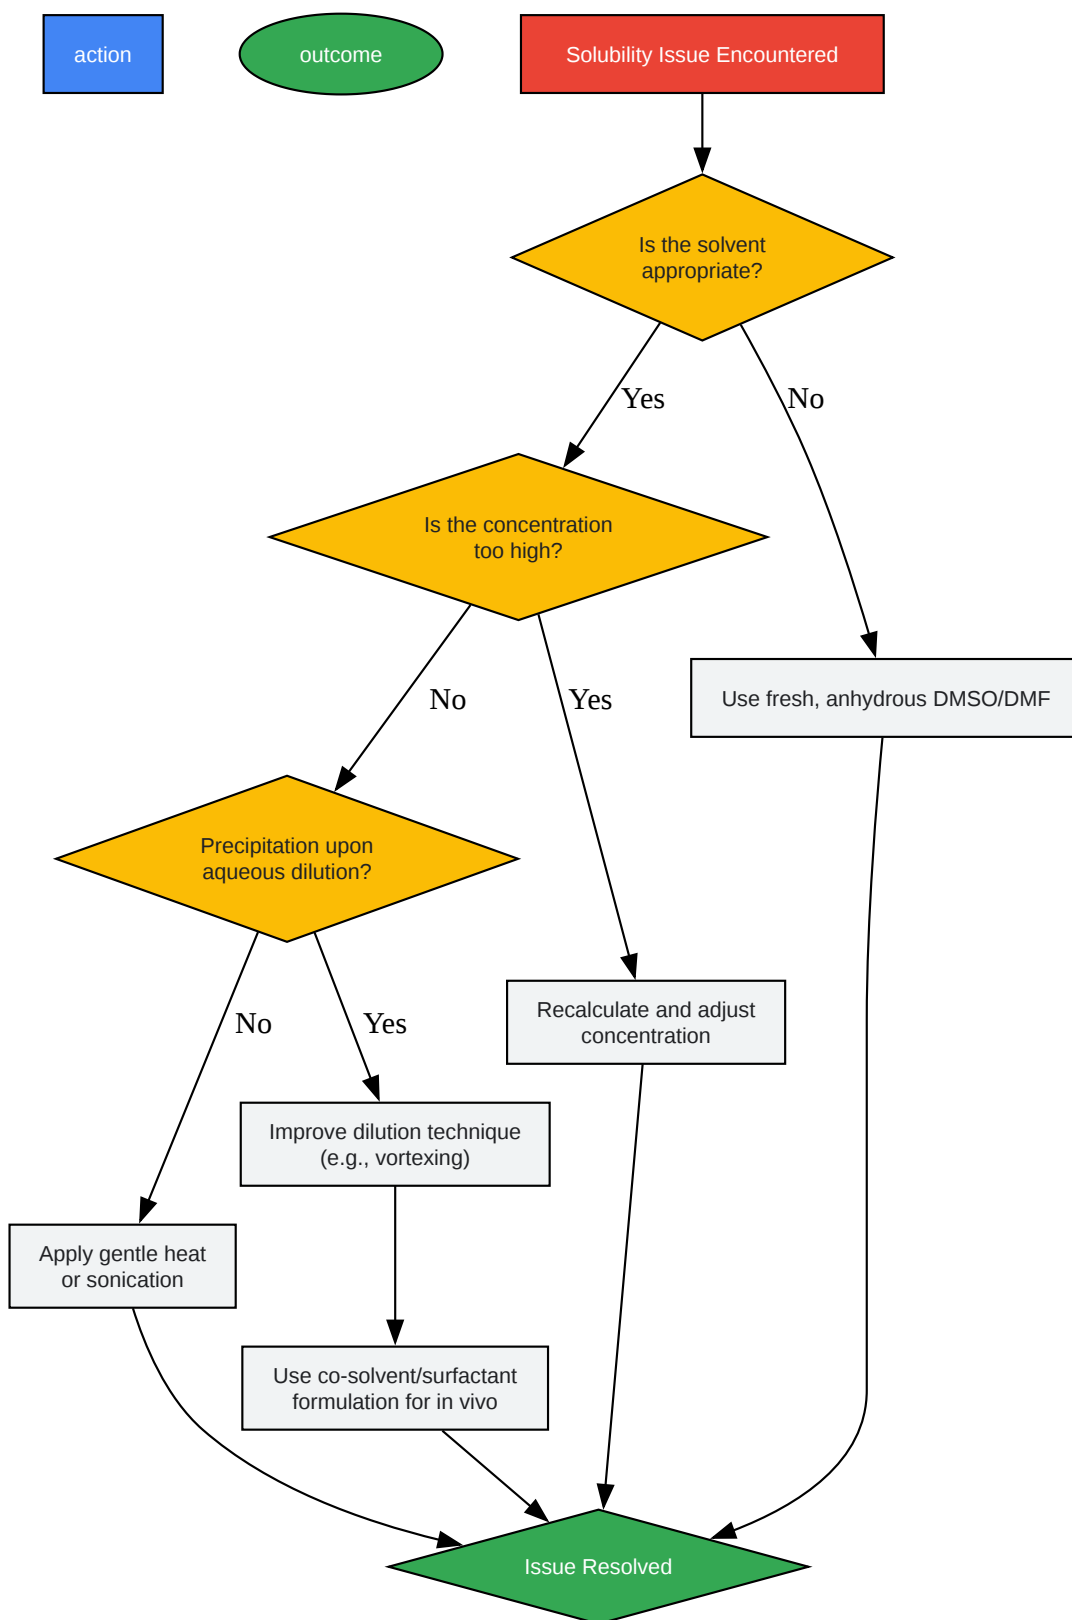 action
outcome
Solubility Issue Encountered
Is the solvent
appropriate?
Yes
No
Is the concentration
too high?
No
Yes
Use fresh, anhydrous DMSO/DMF
Precipitation upon
aqueous dilution?
No
Yes
Recalculate and adjust
concentration
Improve dilution technique
(e.g., vortexing)
Apply gentle heat
or sonication
Use co-solvent/surfactant
formulation for in vivo
Issue Resolved